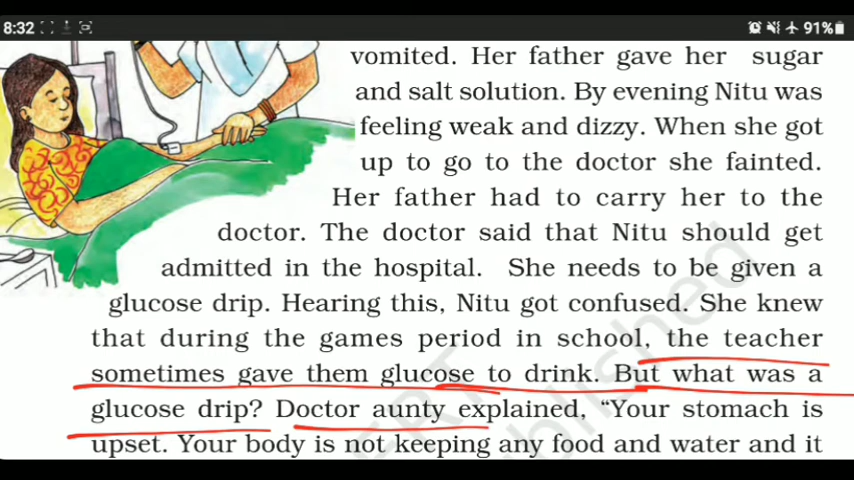 8:32
91%
vomited. Her father gave her sugar
and salt solution. By evening Nitu was
feeling weak and dizzy. When she got
up to go to the doctor she fainted.
Her father had to carry her to the
doctor. The doctor said that Nitu should get
admitted in the hospital. She needs to be given a
glucose drip. Hearing this, Nitu got confused. She knew
that during the games period in school, the teacher
sometimes gave them glucose to drink. But what was a
glucose drip? Doctor aunty explained, “Your stomach is
upset. Your body is not keeping any food and water and it